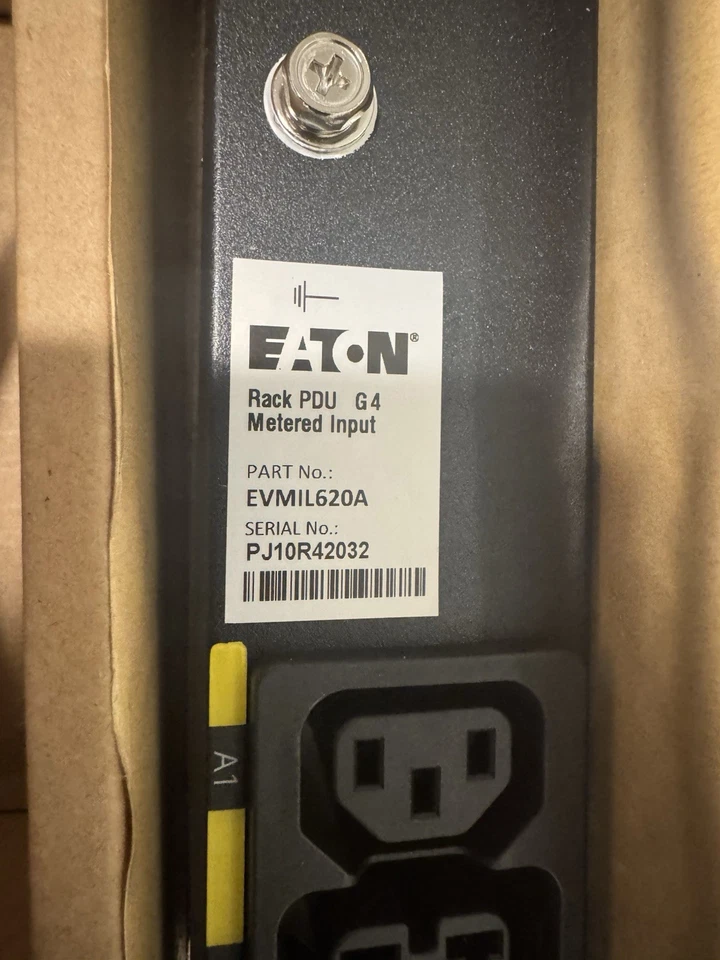 EATON®
Rack PDU G4
Metered Input
PART No.:
EVMIL620A
SERIAL No.:
PJ10R42032
A1